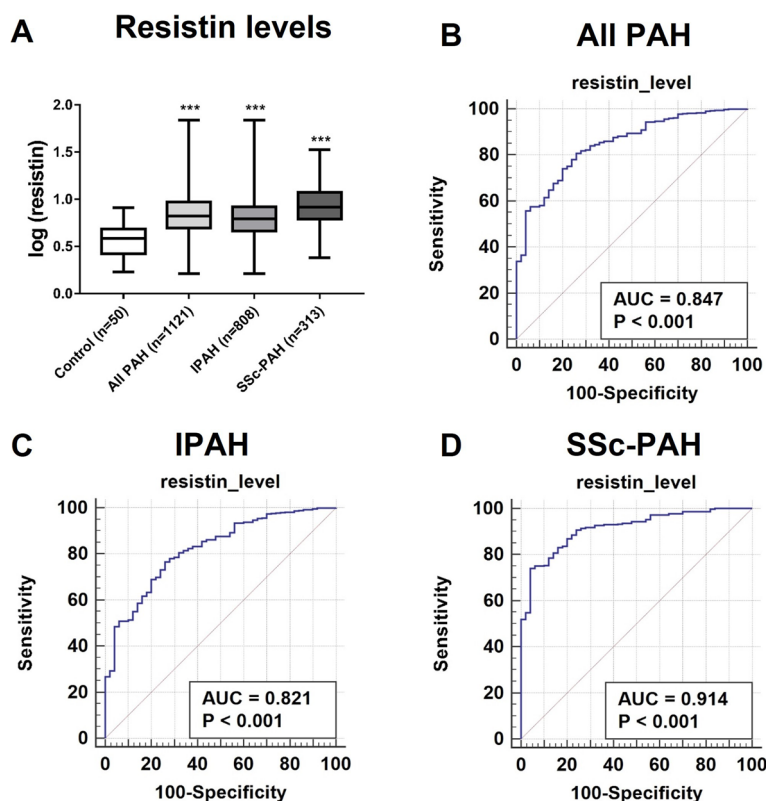 A
Resistin levels
2.0
1.5
1.0
0.5
0.0
log (resistin)
***
***
***
Control (n=50)
All PAH (n=1121)
IPAH (n=808)
SSc-PAH (n=313)
B
All PAH
resistin_level
100
80
60
40
20
0
Sensitivity
AUC = 0.847
P < 0.001
0 20 40 60 80 100
100-Specificity
C
IPAH
resistin_level
100
80
60
40
20
0
Sensitivity
AUC = 0.821
P < 0.001
0 20 40 60 80 100
100-Specificity
D
SSc-PAH
resistin_level
100
80
60
40
20
0
Sensitivity
AUC = 0.914
P < 0.001
0 20 40 60 80 100
100-Specificity